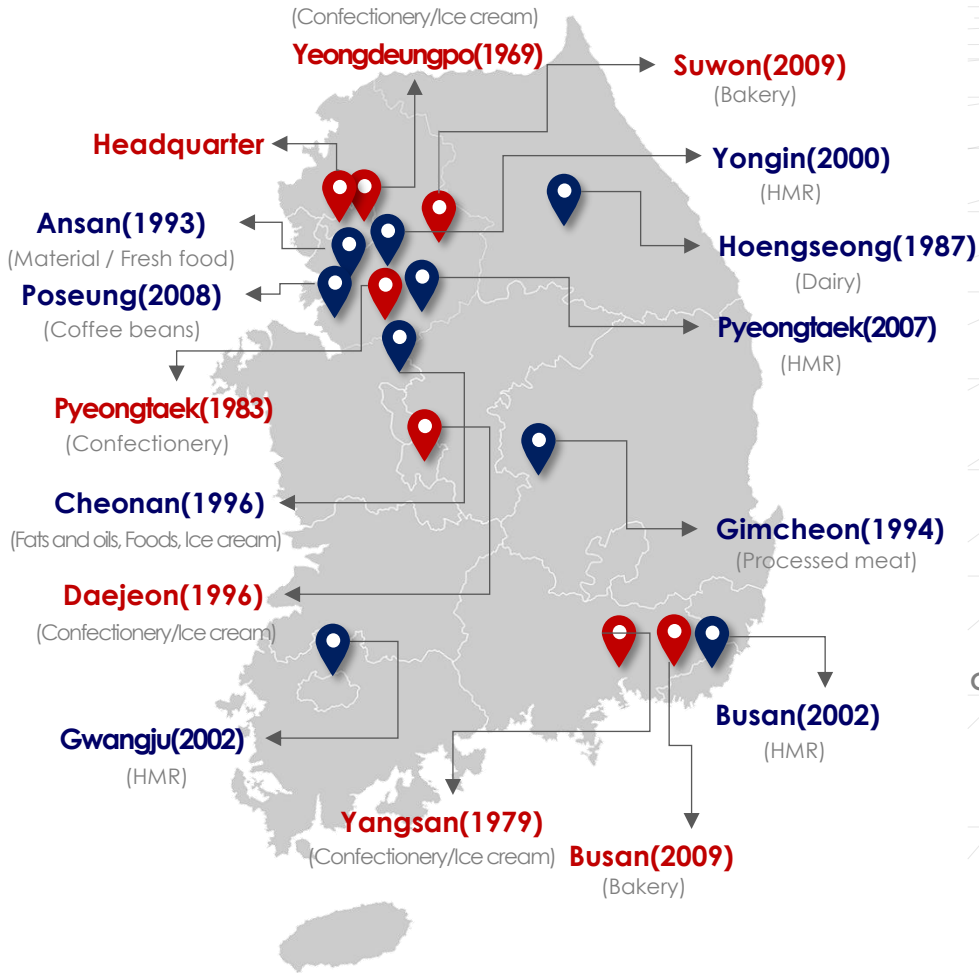 (Confectionery/Ice cream)
Yeongdeungpo(1969)
Suwon(2009)
(Bakery)
Headquarter
Yongin(2000)
(HMR)
Ansan(1993)
(Material / Fresh food)
Hoengseong(1987)
(Dairy)
Poseung(2008)
(Coffee beans)
Pyeongtaek(2007)
(HMR)
Pyeongtaek(1983)
(Confectionery)
Cheonan(1996)
(Fats and oils, Foods, Ice cream)
Gimcheon(1994)
(Processed meat)
Daejeon(1996)
(Confectionery/Ice cream)
Busan(2002)
(HMR)
Gwangju(2002)
(HMR)
Yangsan(1979)
(Confectionery/Ice cream)
Busan(2009)
(Bakery)